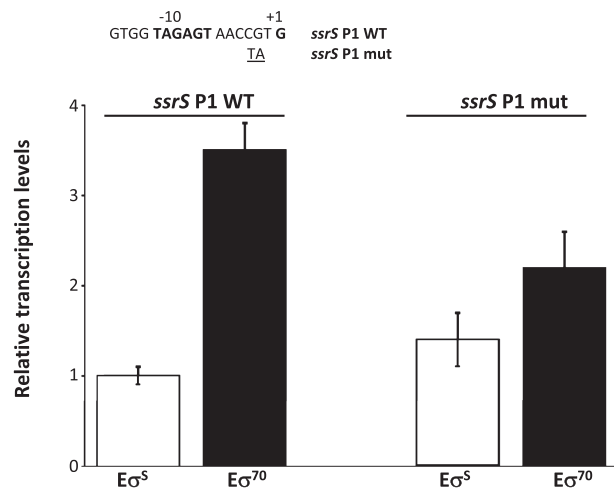 -10 +1
GTGG TAGAGT AACCGT G ssrS P1 WT
TA ssrS P1 mut
ssrS P1 WT ssrS P1 mut
Relative transcription levels
4
3
2
1
0
EσS Eσ70 EσS Eσ70